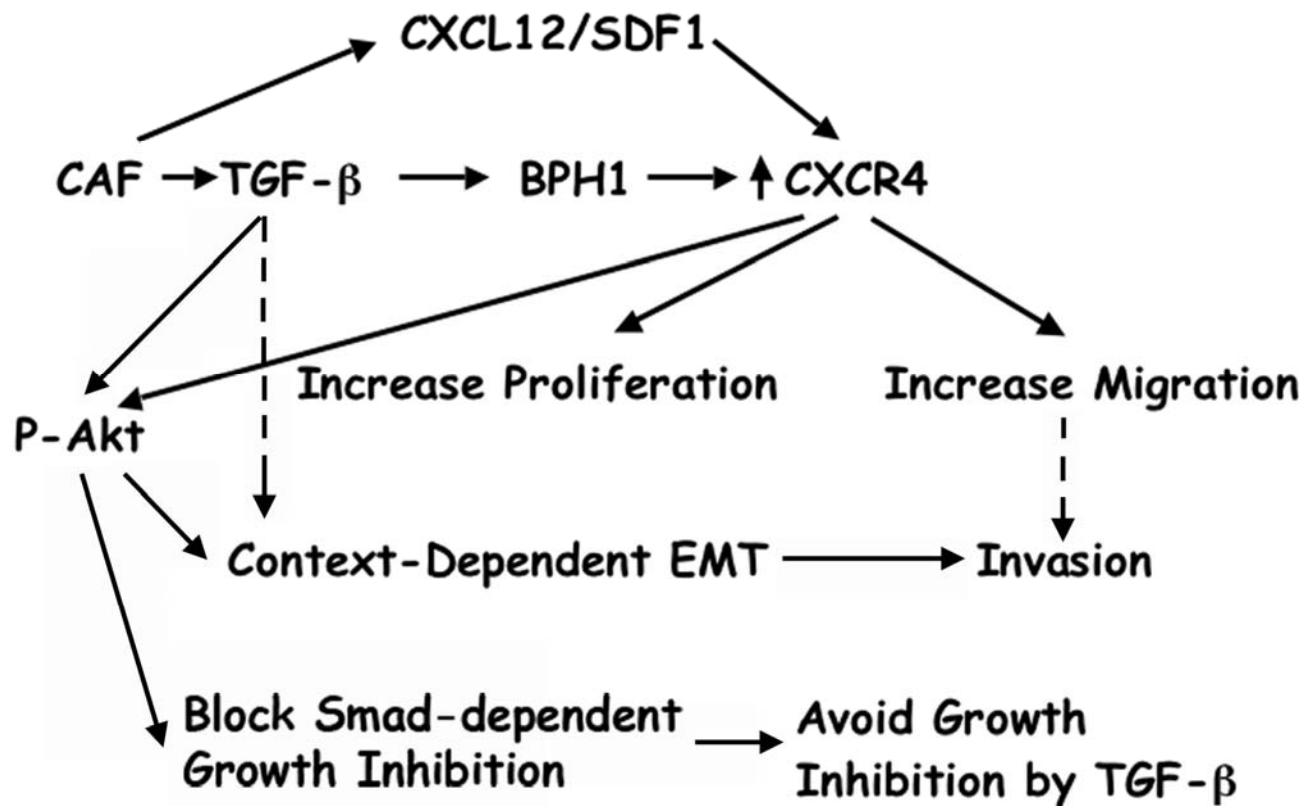 CXCL12/SDF1
CAF TGF-β BPH1 CXCR4
Increase Proliferation Increase Migration
P-Akt
Context-Dependent EMT Invasion
Block Smad-dependent
Growth Inhibition
Avoid Growth
Inhibition by TGF-β